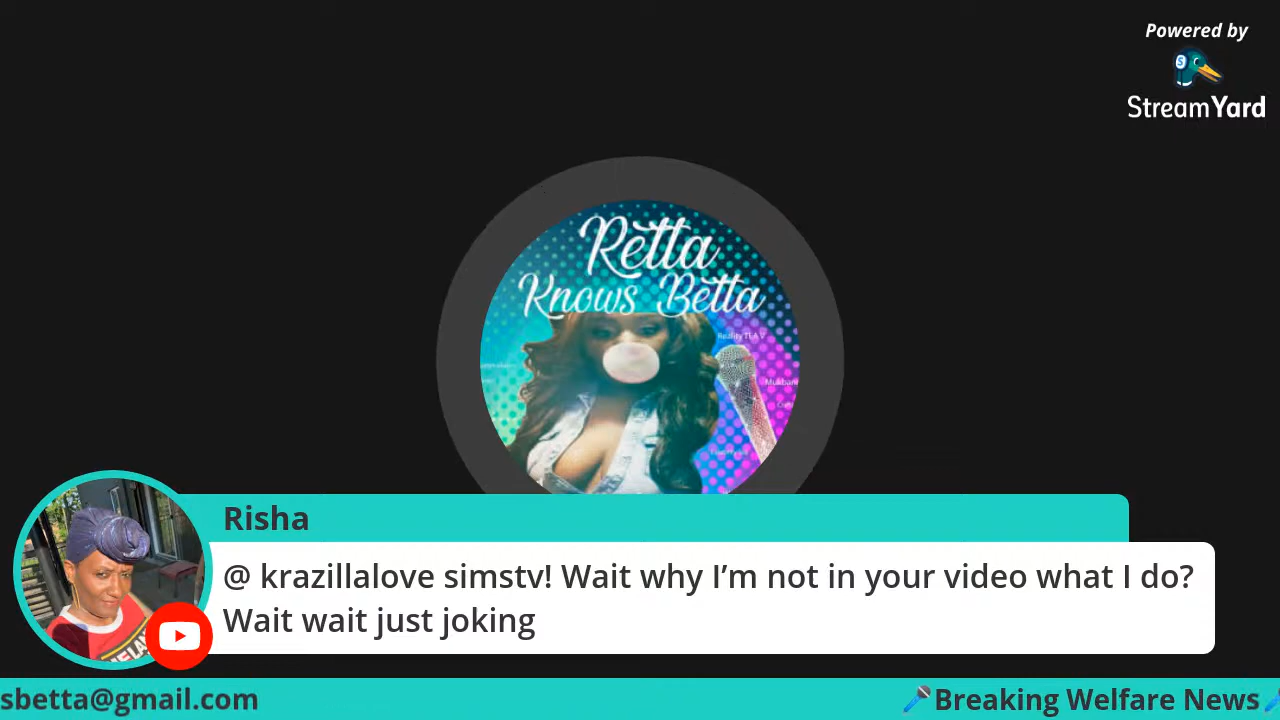 Powered by
S
StreamYard
Retta
Knows Betta
Mukbang
Risha
@ krazillalove simstv! Wait why I’m not in your video what I do?
Wait wait just joking
sbetta@gmail.com
🎤Breaking Welfare News🎤